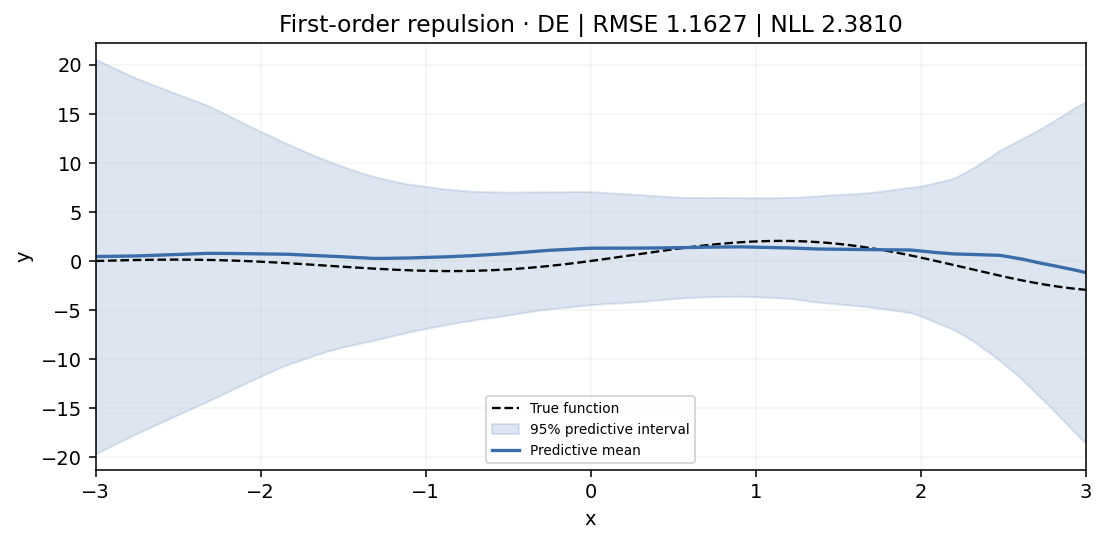 First-order repulsion · DE | RMSE 1.1627 | NLL 2.3810
20
15
10
5
0
−5
−10
−15
−20
y
True function
95% predictive interval
Predictive mean
−3
−2
−1
0
1
2
3
x